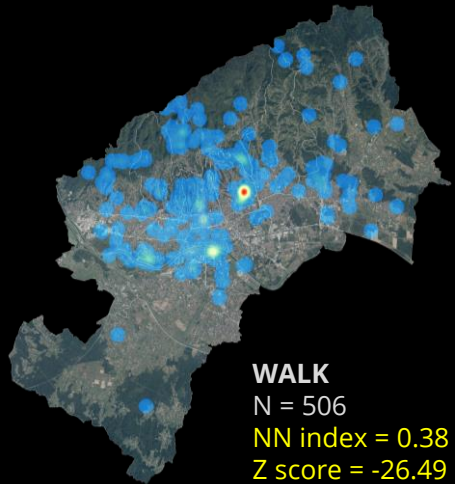 WALK
N = 506
NN index = 0.38
Z score = -26.49